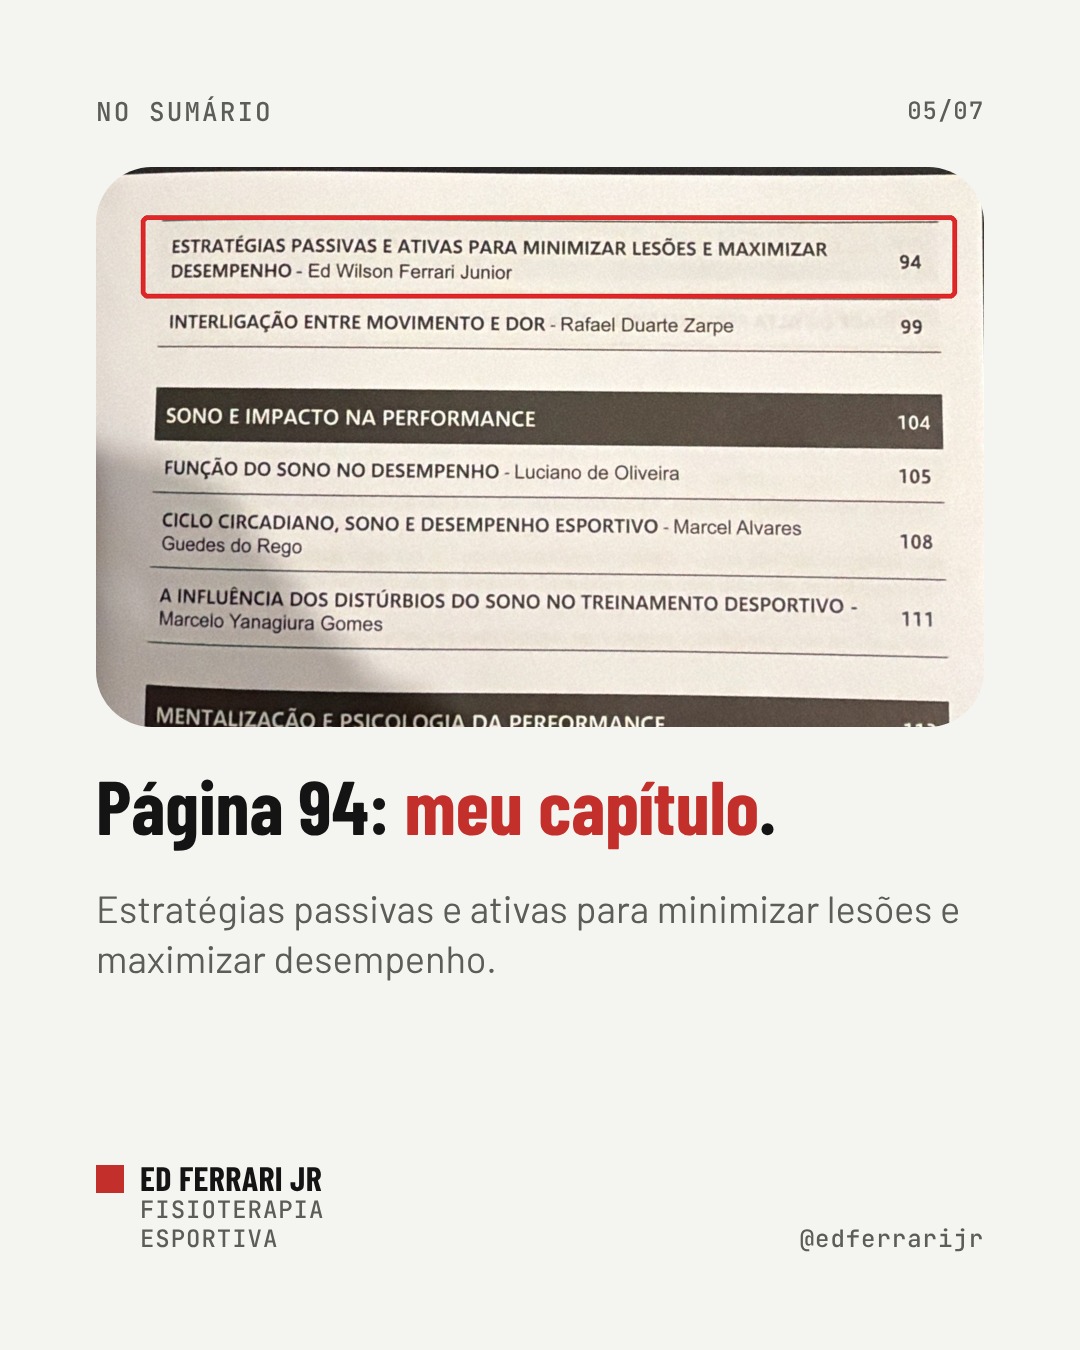 NO SUMÁRIO
05/07
ESTRATÉGIAS PASSIVAS E ATIVAS PARA MINIMIZAR LESÕES E MAXIMIZAR
DESEMPENHO - Ed Wilson Ferrari Junior 94
INTERLIGAÇÃO ENTRE MOVIMENTO E DOR - Rafael Duarte Zarpe 99
SONO E IMPACTO NA PERFORMANCE 104
FUNÇÃO DO SONO NO DESEMPENHO - Luciano de Oliveira 105
CICLO CIRCADIANO, SONO E DESEMPENHO ESPORTIVO - Marcel Alvares
Guedes do Rego 108
A INFLUÊNCIA DOS DISTÚRBIOS DO SONO NO TREINAMENTO DESPORTIVO -
Marcelo Yanagiura Gomes 111
MENTALIZAÇÃO E PSICOLOGIA DA PERFORMANCE
Página 94: meu capítulo.
Estratégias passivas e ativas para minimizar lesões e
maximizar desempenho.
ED FERRARI JR
FISIOTERAPIA
ESPORTIVA
@edferrarijr